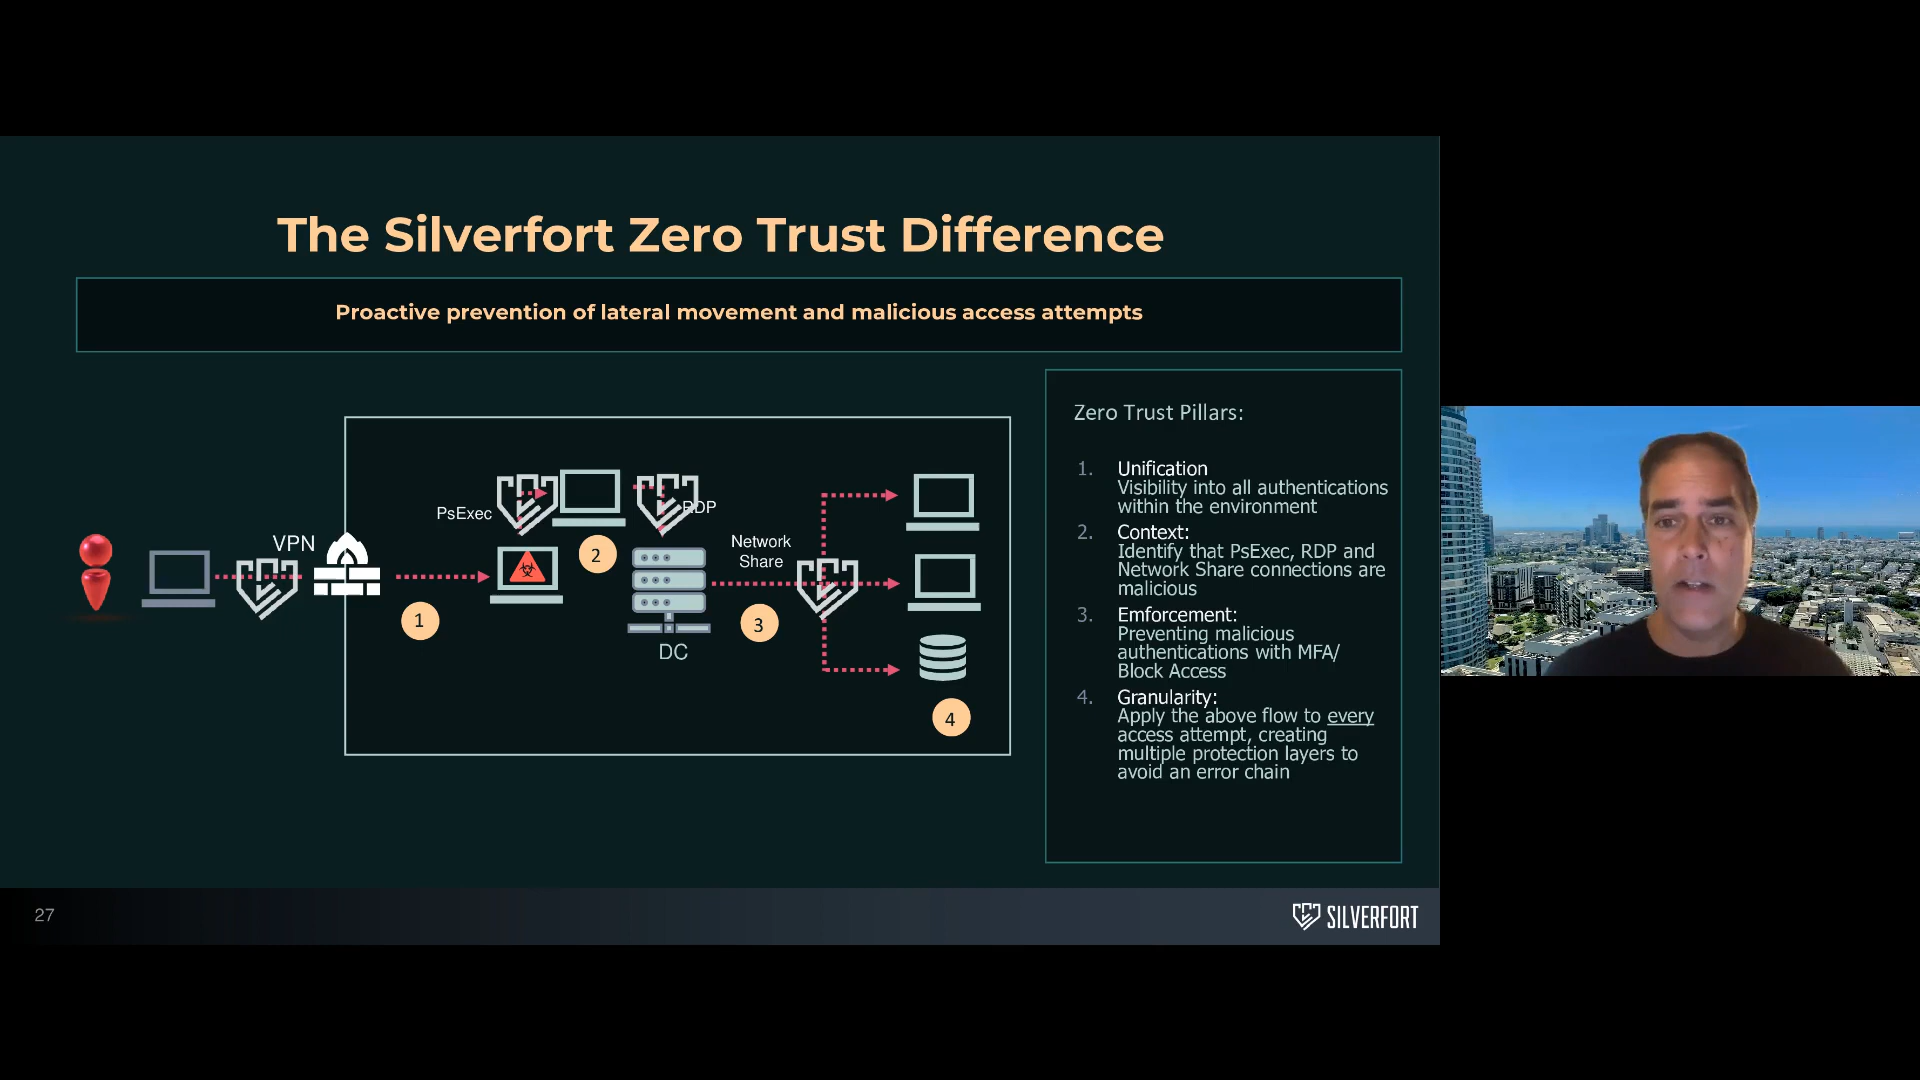 The Silverfort Zero Trust Difference
Proactive prevention of lateral movement and malicious access attempts
PsExec
RDP
VPN
Network
Share
1
2
3
DC
4
Zero Trust Pillars:
1. Unification
Visibility into all authentications
within the environment
2. Context:
Identify that PsExec, RDP and
Network Share connections are
malicious
3. Emforcement:
Preventing malicious
authentications with MFA/
Block Access
4. Granularity:
Apply the above flow to every
access attempt, creating
multiple protection layers to
avoid an error chain
27
SILVERFORT